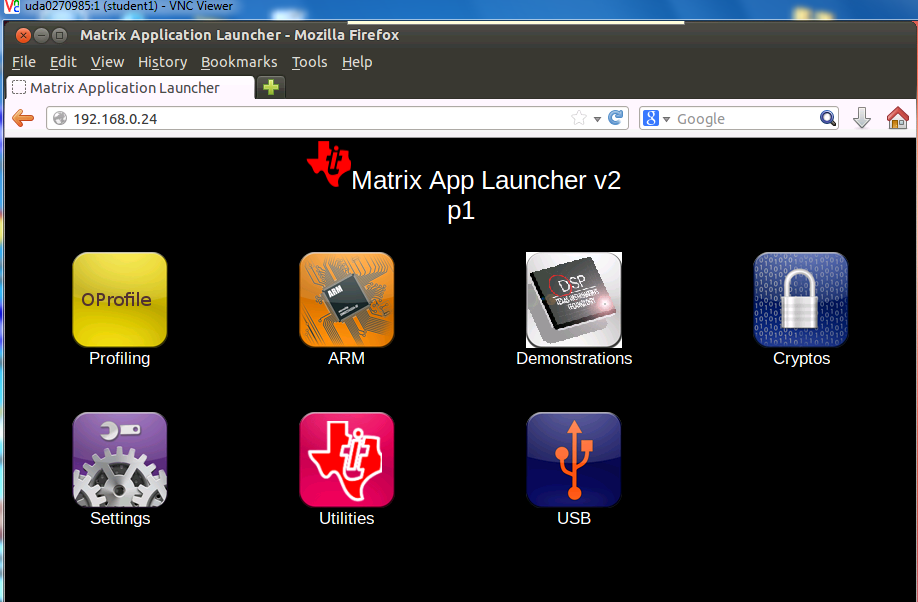 uda0270985:1 (student1) - VNC Viewer
Matrix Application Launcher - Mozilla Firefox
File Edit View History Bookmarks Tools Help
Matrix Application Launcher
192.168.0.24
8 Google
Matrix App Launcher v2
p1
OProfile
ARM
DSP
Profiling
ARM
Demonstrations
Cryptos
Settings
Utilities
USB